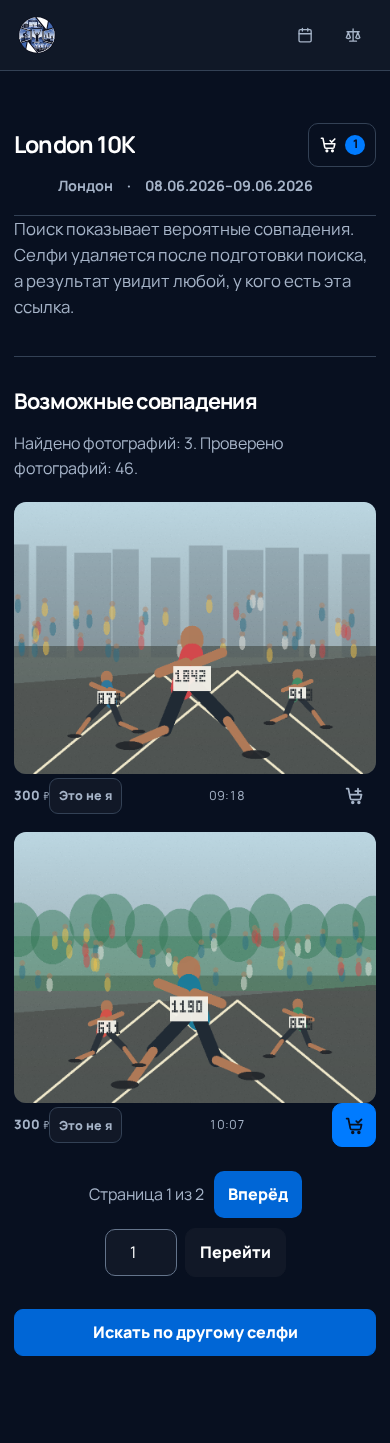 London 10K
1
Лондон · 08.06.2026–09.06.2026
Поиск показывает вероятные совпадения.
Селфи удаляется после подготовки поиска,
а результат увидит любой, у кого есть эта
ссылка.
Возможные совпадения
Найдено фотографий: 3. Проверено
фотографий: 46.
1842
913
300 ₽ Это не я 09:18
1190
300 ₽ Это не я 10:07
Страница 1 из 2 Вперёд
1 Перейти
Искать по другому селфи